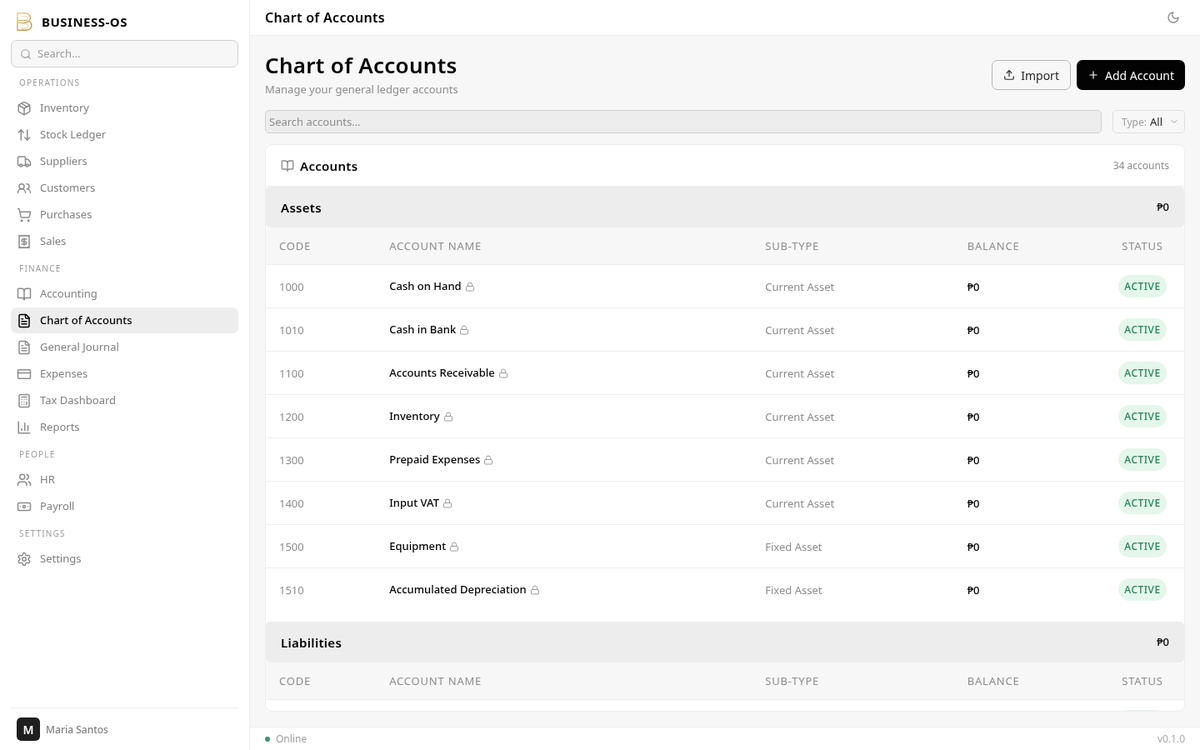 BUSINESS-OS
Search...
OPERATIONS
Inventory
Stock Ledger
Suppliers
Customers
Purchases
Sales
FINANCE
Accounting
Chart of Accounts
General Journal
Expenses
Tax Dashboard
Reports
PEOPLE
HR
Payroll
SETTINGS
Settings
M Maria Santos
Chart of Accounts
Chart of Accounts
Manage your general ledger accounts
Import
Add Account
Search accounts...
Type: All
Accounts 34 accounts
Assets ₱0
CODE ACCOUNT NAME SUB-TYPE BALANCE STATUS
1000 Cash on Hand Current Asset ₱0 ACTIVE
1010 Cash in Bank Current Asset ₱0 ACTIVE
1100 Accounts Receivable Current Asset ₱0 ACTIVE
1200 Inventory Current Asset ₱0 ACTIVE
1300 Prepaid Expenses Current Asset ₱0 ACTIVE
1400 Input VAT Current Asset ₱0 ACTIVE
1500 Equipment Fixed Asset ₱0 ACTIVE
1510 Accumulated Depreciation Fixed Asset ₱0 ACTIVE
Liabilities ₱0
CODE ACCOUNT NAME SUB-TYPE BALANCE STATUS
Online v0.1.0